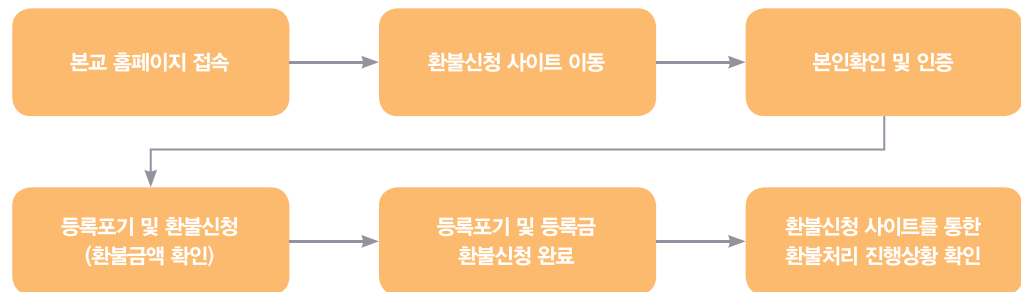 본교 홈페이지 접속
환불신청 사이트 이동
본인확인 및 인증
등록포기 및 환불신청
(환불금액 확인)
등록포기 및 등록금
환불신청 완료
환불신청 사이트를 통한
환불처리 진행상황 확인